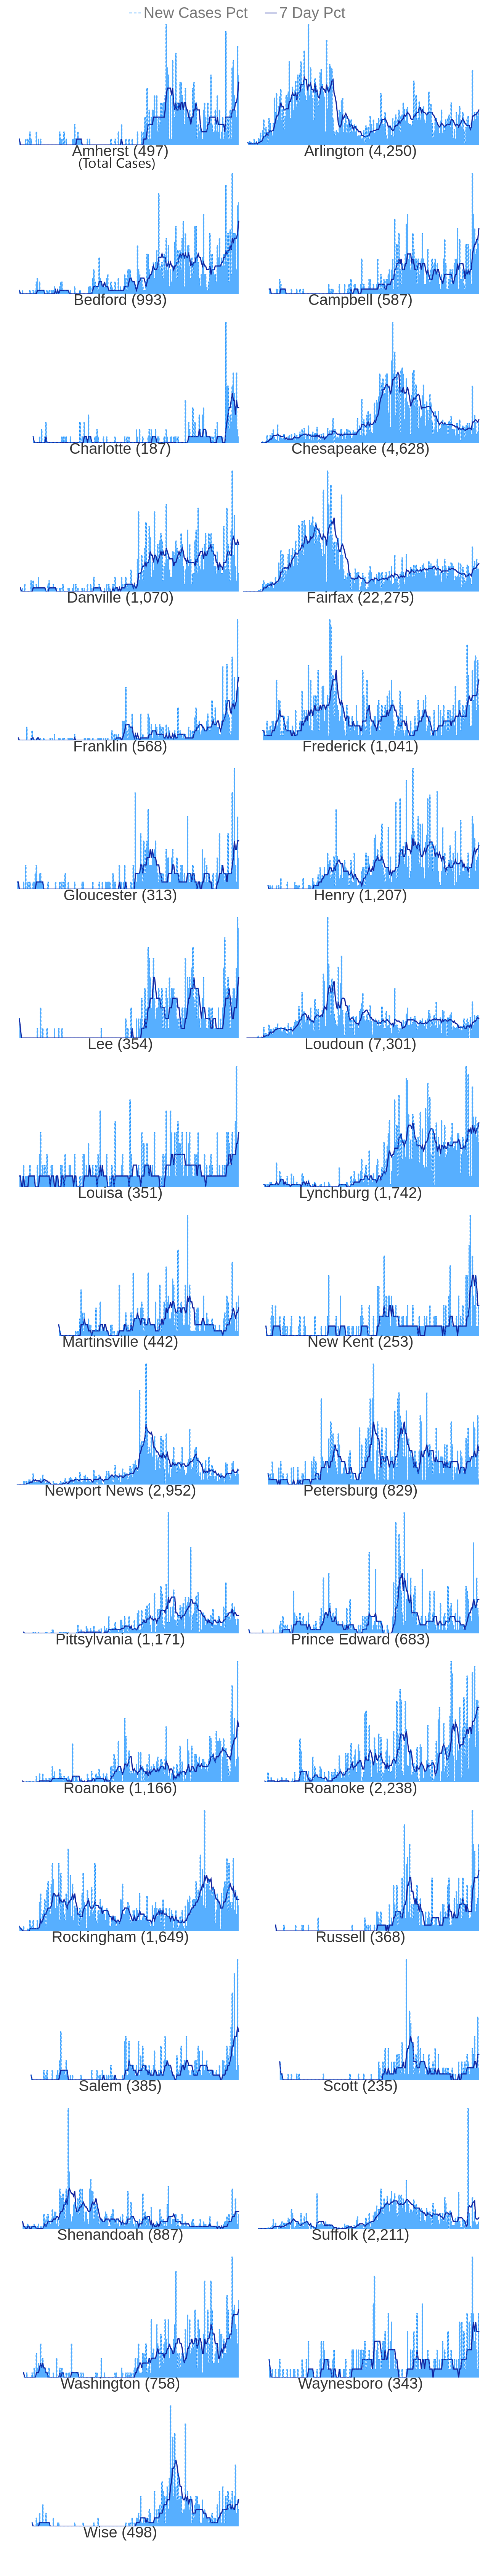 New Cases Pct 7 Day Pct
Amherst (497) Arlington (4,250)
(Total Cases)
Bedford (993) Campbell (587)
Charlotte (187) Chesapeake (4,628)
Danville (1,070) Fairfax (22,275)
Franklin (568) Frederick (1,041)
Gloucester (313) Henry (1,207)
Lee (354) Loudoun (7,301)
Louisa (351) Lynchburg (1,742)
Martinsville (442) New Kent (253)
Newport News (2,952) Petersburg (829)
Pittsylvania (1,171) Prince Edward (683)
Roanoke (1,166) Roanoke (2,238)
Rockingham (1,649) Russell (368)
Salem (385) Scott (235)
Shenandoah (887) Suffolk (2,211)
Washington (758) Waynesboro (343)
Wise (498)